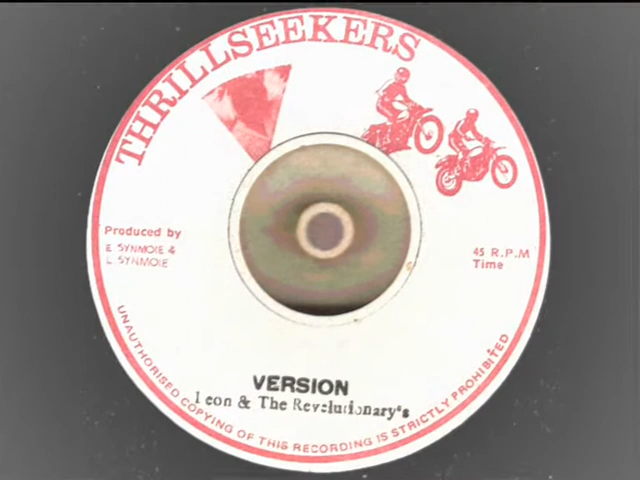 THRILLSEEKERS
Produced by
E. SYNMOIE &
L. SYNMOIE
45 R.P.M
Time
VERSION
Leon & The Revolutionary's
UNAUTHORISED COPYING OF THIS RECORDING IS STRICTLY PROHIBITED